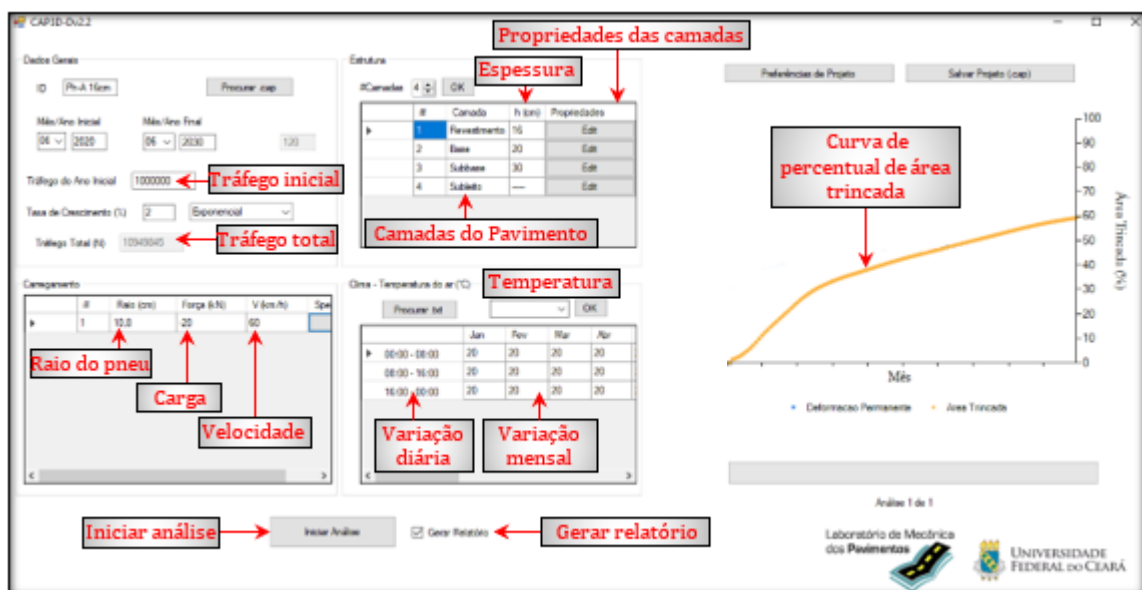 CAP3D-Dv2.2
Propriedades das camadas
Dados Gerais
ID Ph-A 16cm Procurar .cap
Mês/Ano Inicial Mês/Ano Final
06 2020 06 2030 120
Tráfego do Ano Inicial 1000000 Tráfego inicial
Taxa de Crescimento (%) 2 Exponencial
Tráfego Total (N) 10949045 Tráfego total
Estrutura
Espessura
#Camadas 4 OK
# Camada h (cm) Propriedades
1 Revestimento 16 Edit
2 Base 20 Edit
3 Subbase 30 Edit
4 Subleito ---- Edit
Camadas do Pavimento
Preferências de Projeto Salvar Projeto (.cap)
Curva de
percentual de área
trincada
100
90
80
70
60
50
40
30
20
10
0
Área Trincada (%)
Mês
Deformacao Permanente Area Trincada
Carregamento
# Raio (cm) Força (kN) V (km/h) Spe
1 10,8 20 60
Raio do pneu
Carga
Velocidade
Clima - Temperatura do ar (°C)
Temperatura
Procurar .txt OK
Jan Fev Mar Abr
00:00 - 08:00 20 20 20 20
08:00 - 16:00 20 20 20 20
16:00 - 00:00 20 20 20 20
Variação
diária
Variação
mensal
Análise 1 de 1
Iniciar análise Iniciar Análise Gerar Relatório Gerar relatório
Laboratório de Mecânica
dos Pavimentos
UNIVERSIDADE
FEDERAL DO CEARÁ